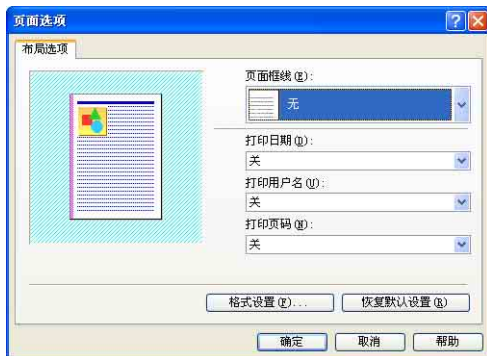 页面选项
布局选项
页面框线(E):
无
打印日期(D):
关
打印用户名(U):
关
打印页码(N):
关
格式设置(F)...
恢复默认设置(R)
确定
取消
帮助